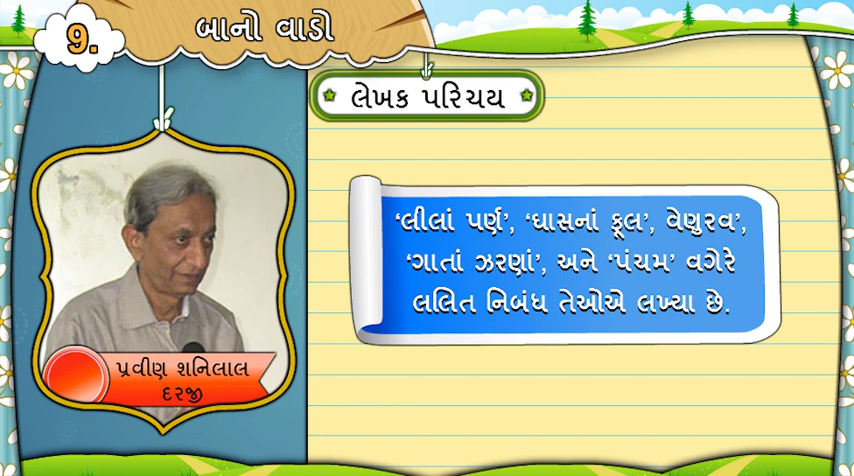 9.
બાનો વાડો
લેખક પરિચય
‘લીલાં પર્ણ’, ‘ઘાસનાં ફૂલ’, વેણુરવ’,
‘ગાતાં ઝરણાં’, અને ‘પંચમ’ વગેરે
લલિત નિબંધ તેઓએ લખ્યા છે.
પ્રવીણ શનિલાલ
દરજી